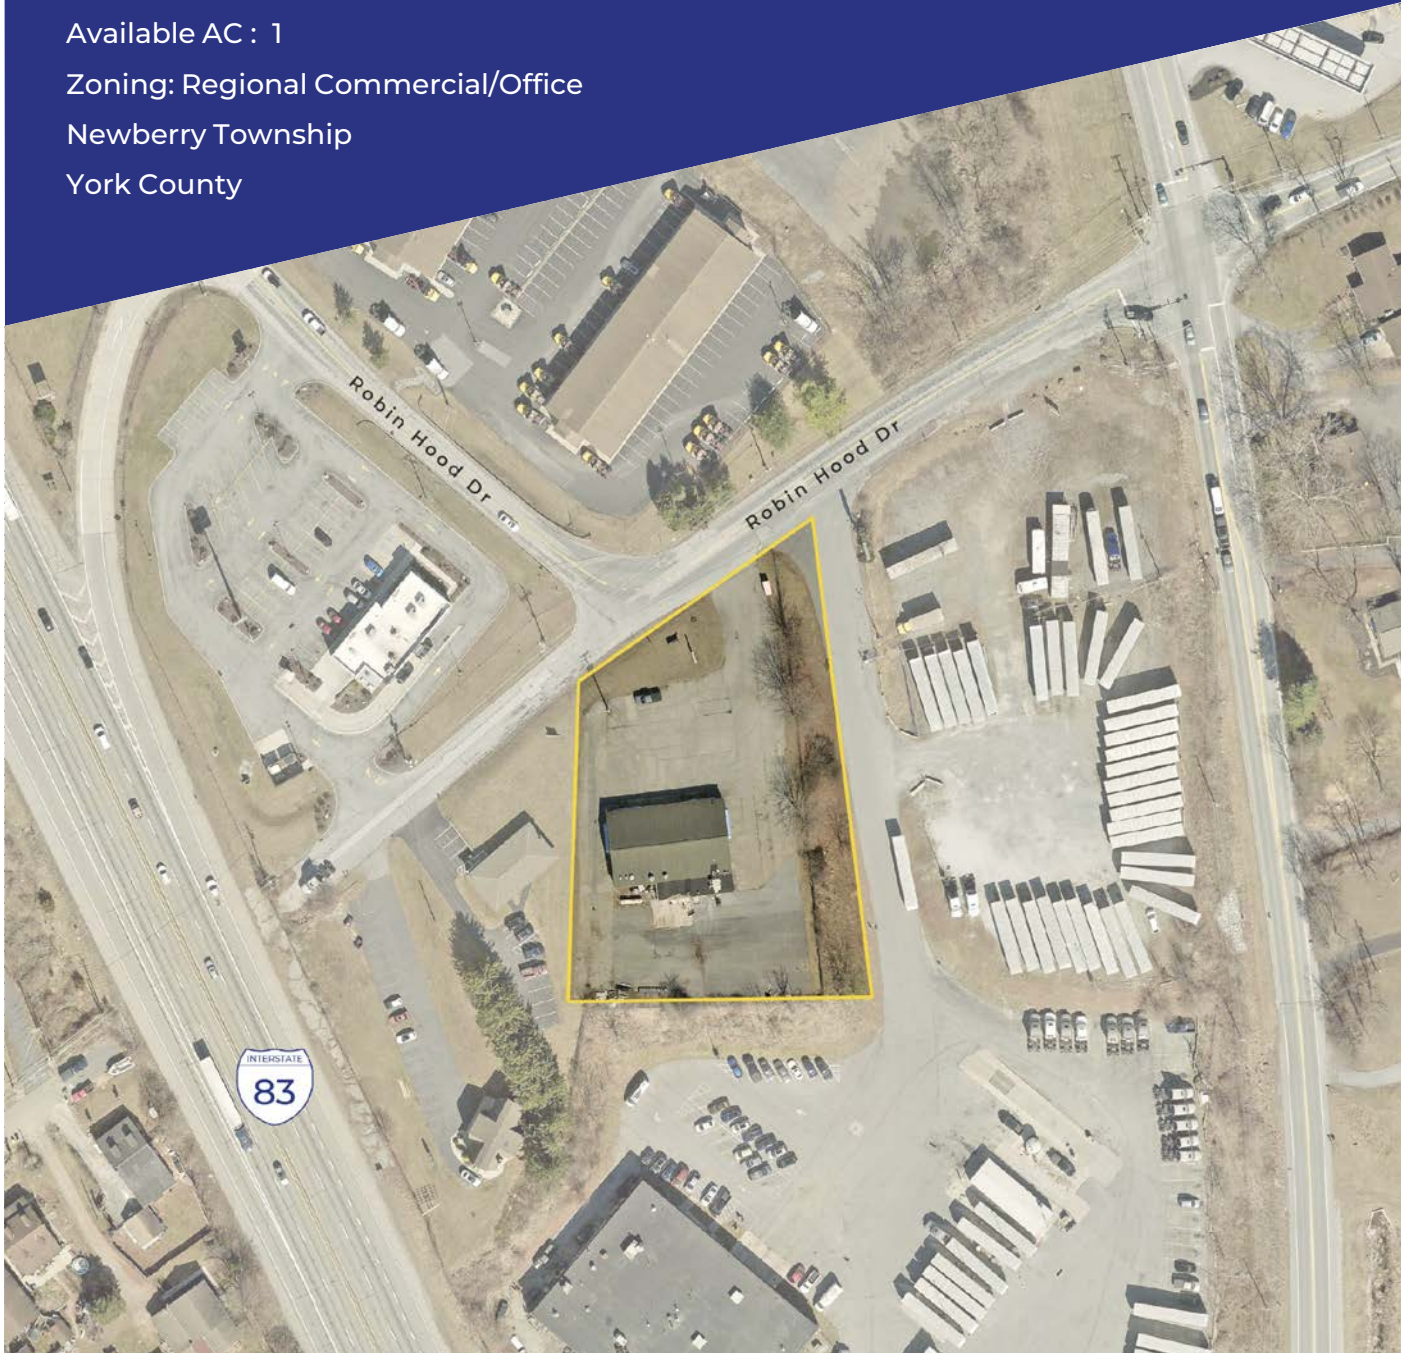 Available AC : 1
Zoning: Regional Commercial/Office
Newberry Township
York County
Robin Hood Dr
Robin Hood Dr
INTERSTATE
83